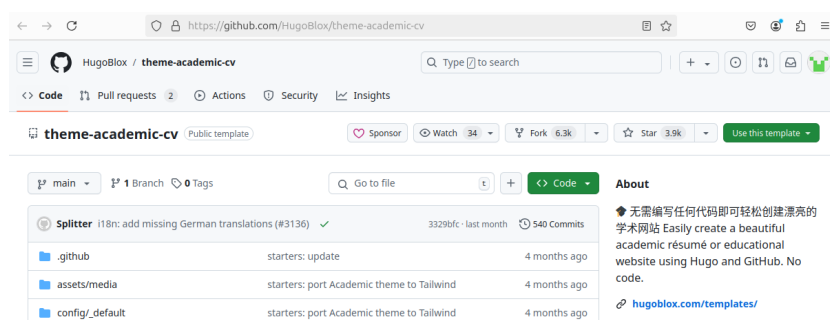 https://github.com/HugoBlox/theme-academic-cv
HugoBlox / theme-academic-cv
Type / to search
Code Pull requests 2 Actions Security Insights
theme-academic-cv Public template Sponsor Watch 34 Fork 6.3k Star 3.9k Use this template
main 1 Branch 0 Tags Go to file t Code
About
Splitter i18n: add missing German translations (#3136) 3329bfc · last month 540 Commits
.github starters: update 4 months ago
assets/media starters: port Academic theme to Tailwind 4 months ago
config/_default starters: port Academic theme to Tailwind 4 months ago
无需编写任何代码即可轻松创建漂亮的
学术网站 Easily create a beautiful
academic résumé or educational
website using Hugo and GitHub. No
code.
hugoblox.com/templates/